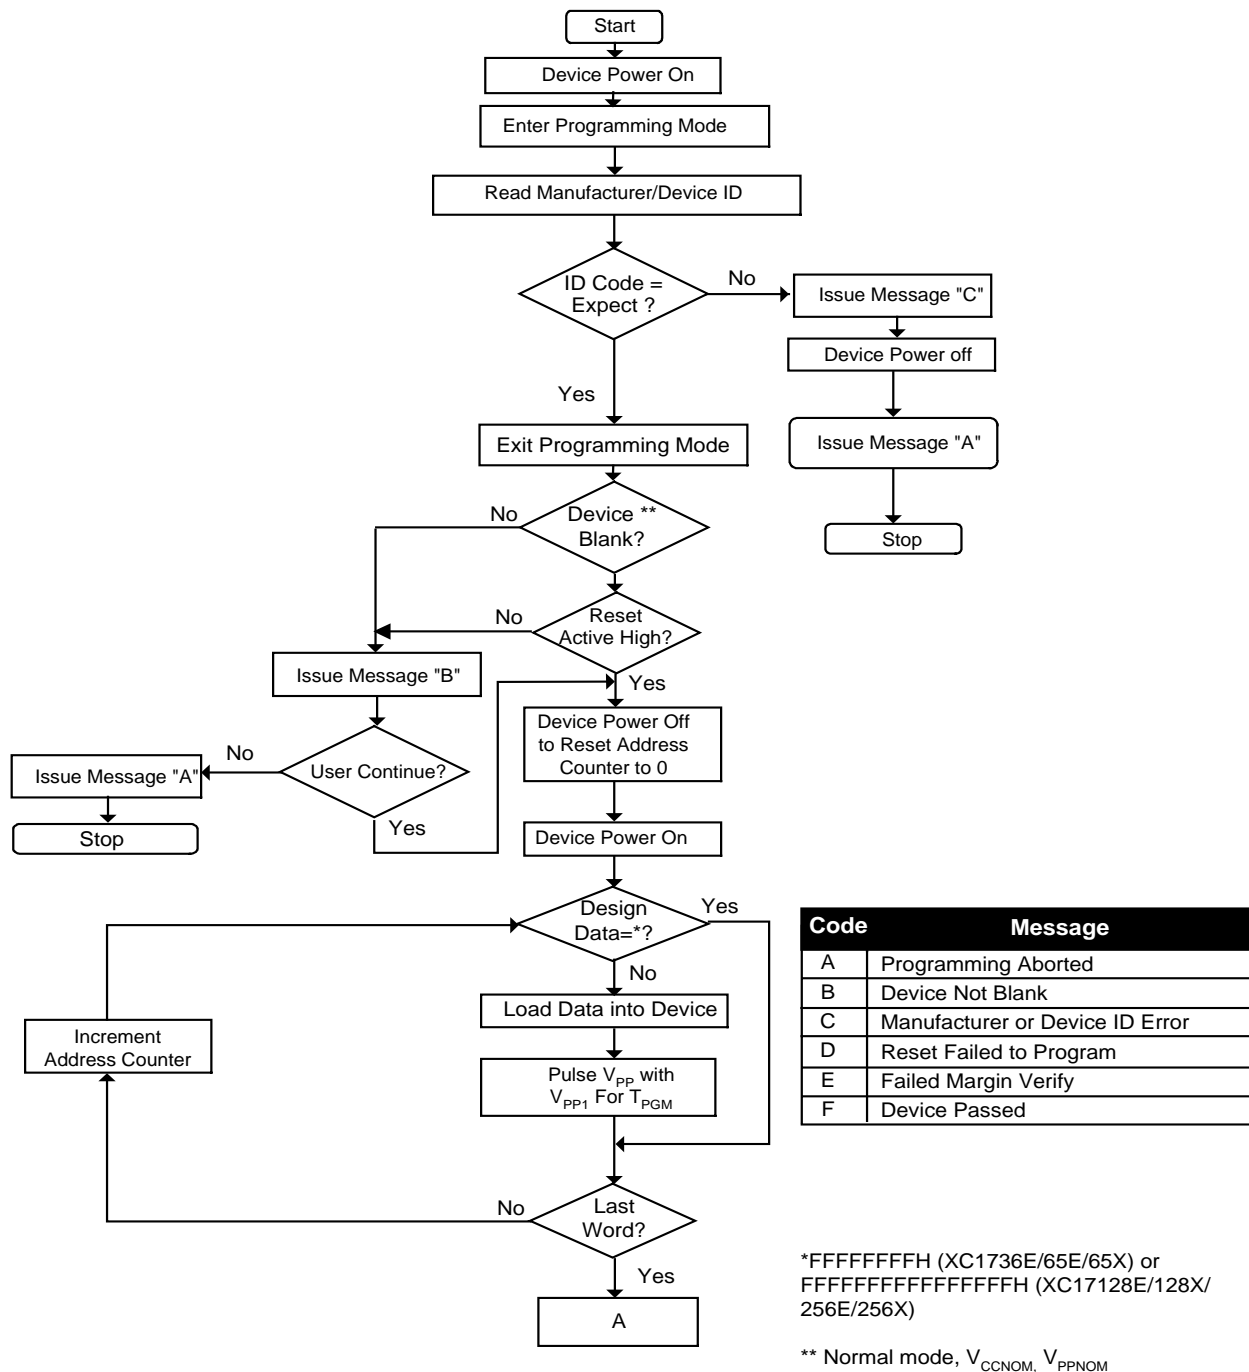 Start
Device Power On
Enter Programming Mode
Read Manufacturer/Device ID
ID Code =
Expect ?
No
Issue Message "C"
Device Power off
Issue Message "A"
Stop
Yes
Exit Programming Mode
Device **
Blank?
No
Reset
Active High?
No
Issue Message "B"
Yes
Device Power Off
to Reset Address
Counter to 0
User Continue?
No
Issue Message "A"
Stop
Yes
Device Power On
Design
Data=*?
Yes
No
Load Data into Device
Increment
Address Counter
Pulse VPP with
VPP1 For TPGM
Last
Word?
No
Yes
A
Code Message
A Programming Aborted
B Device Not Blank
C Manufacturer or Device ID Error
D Reset Failed to Program
E Failed Margin Verify
F Device Passed
*FFFFFFFFH (XC1736E/65E/65X) or
FFFFFFFFFFFFFFFFH (XC17128E/128X/
256E/256X)
** Normal mode, VCCNOM, VPPNOM